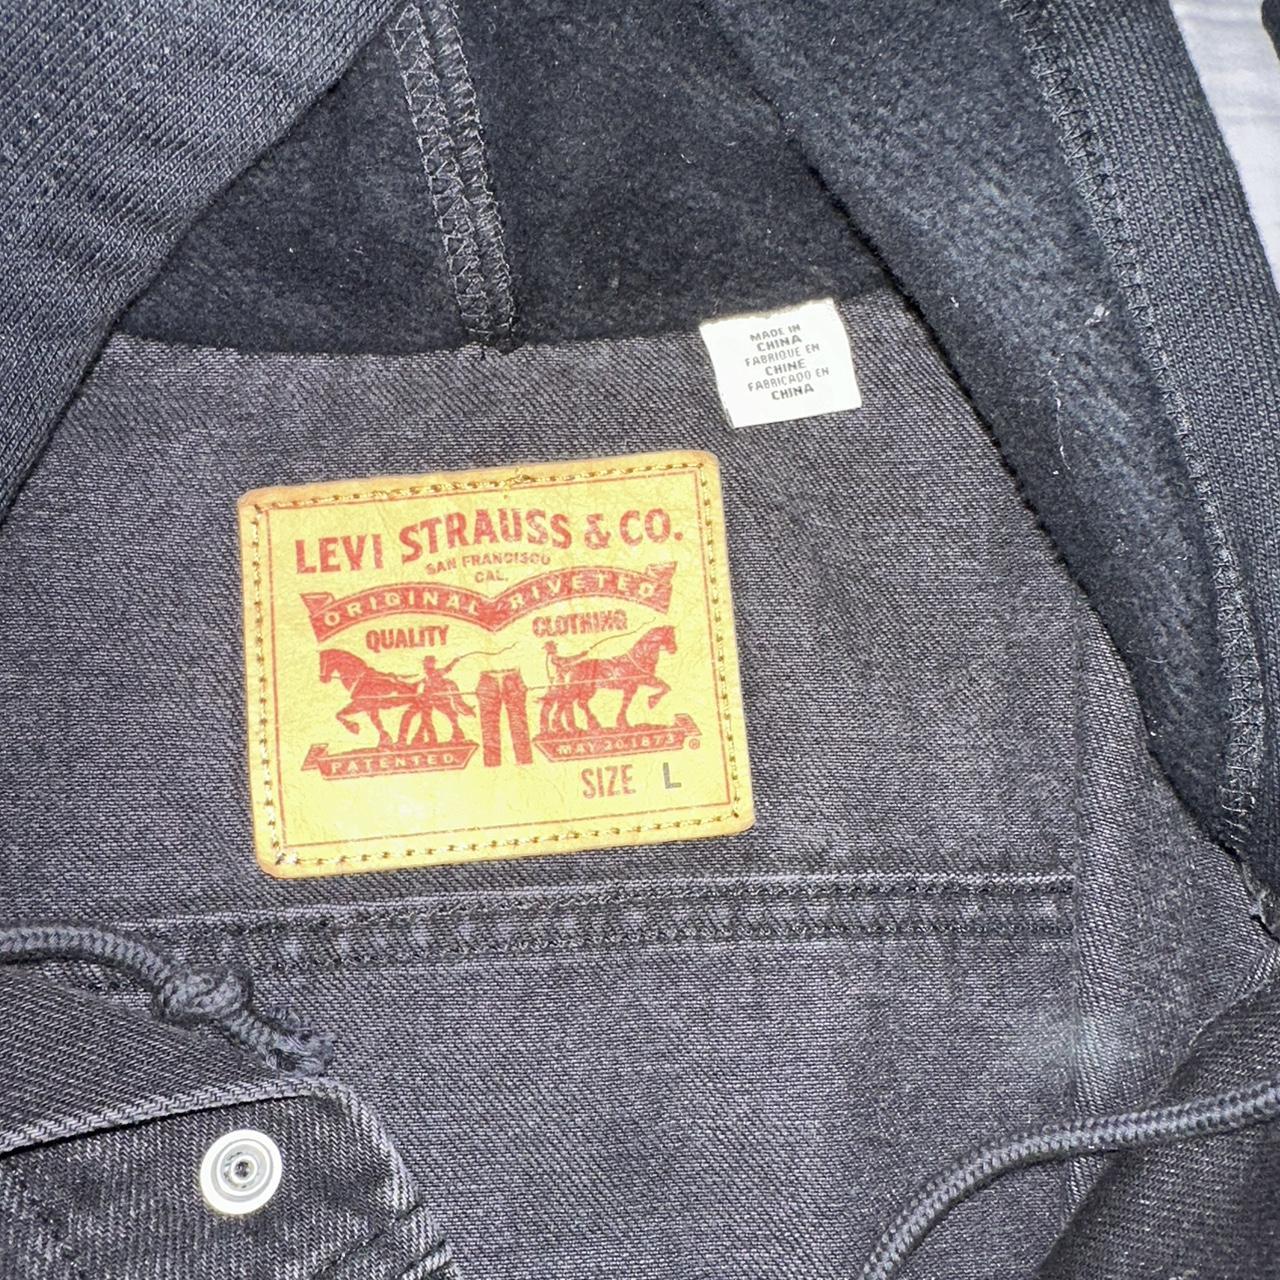 MADE IN
CHINA
FABRIQUE EN
CHINE
FABRICADO EN
CHINA
LEVI STRAUSS & CO.
SAN FRANCISCO
CAL.
ORIGINAL RIVETED
QUALITY CLOTHING
PATENTED MAY 20 1873 ®
SIZE L